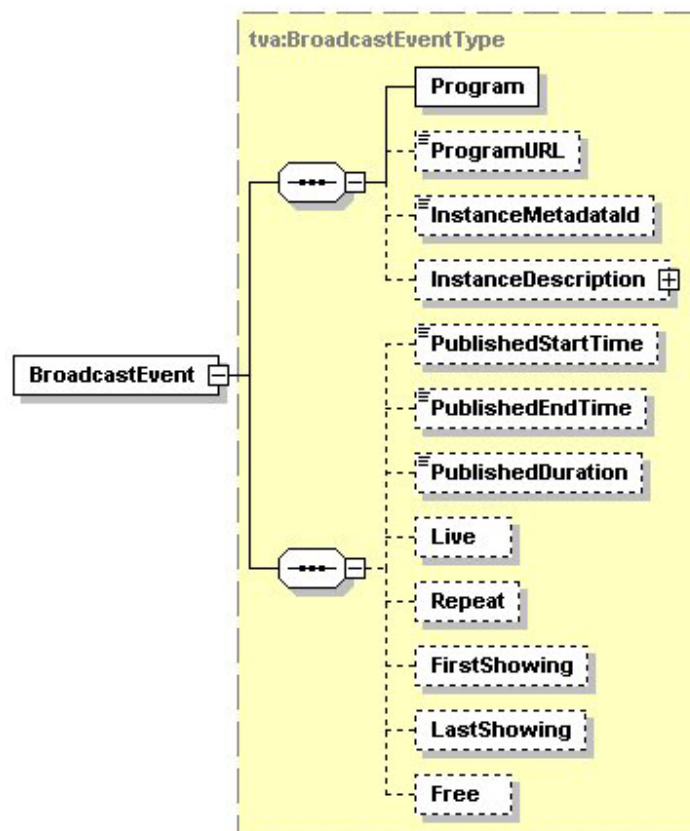 tva:BroadcastEventType
Program
ProgramURL
InstanceMetadataId
InstanceDescription
BroadcastEvent
PublishedStartTime
PublishedEndTime
PublishedDuration
Live
Repeat
FirstShowing
LastShowing
Free